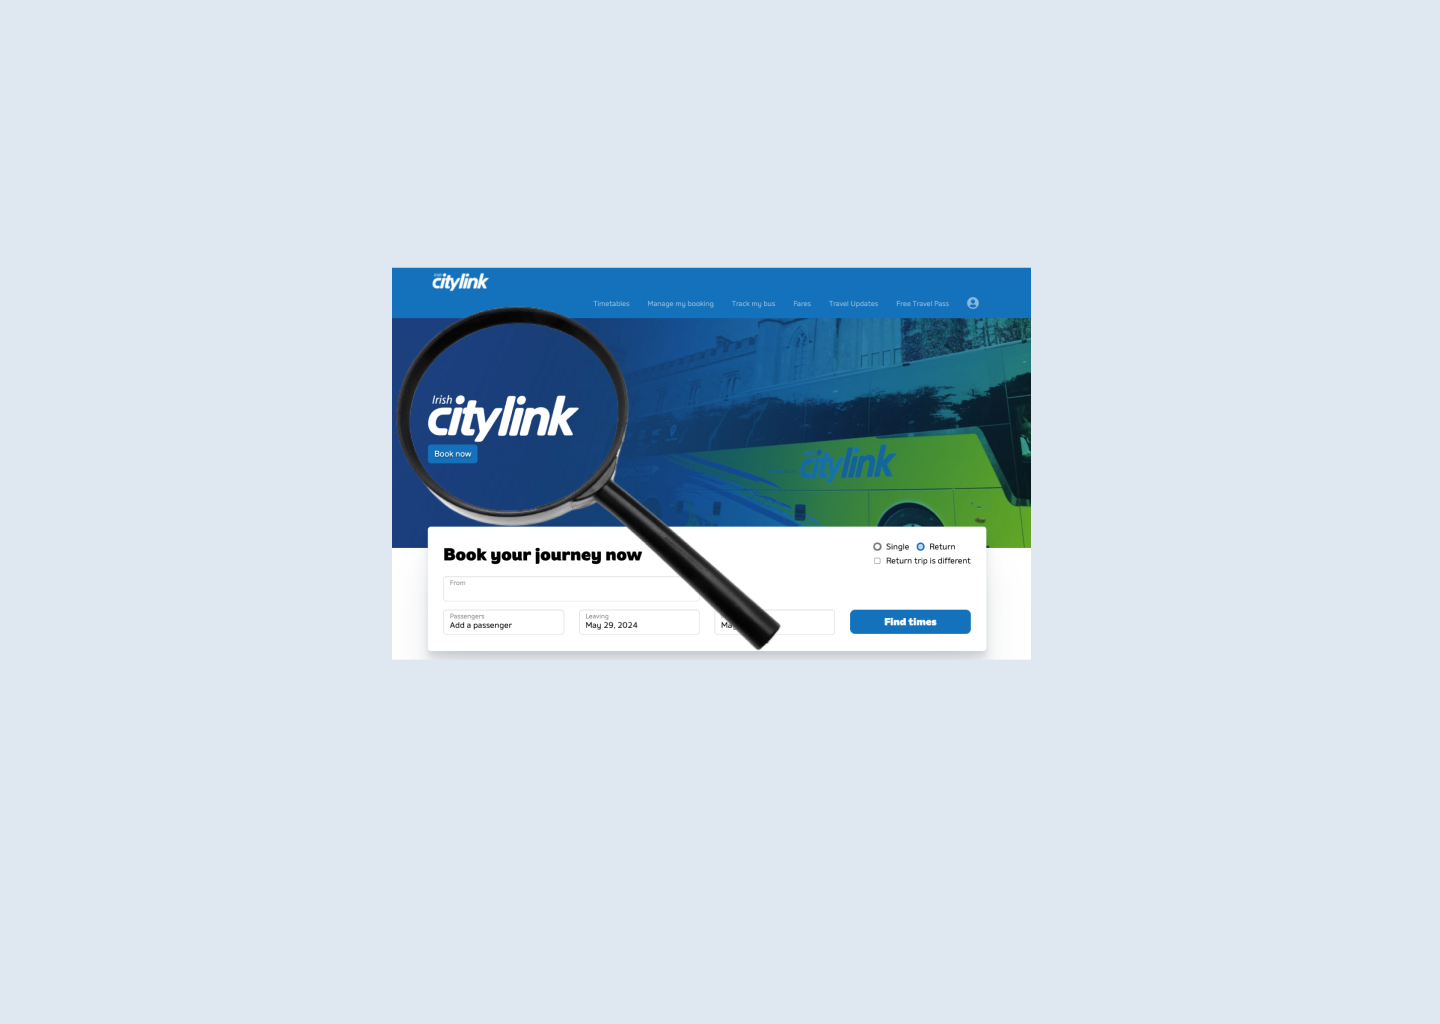 Irish
citylink
Timetables Manage my booking Track my bus Fares Travel Updates Free Travel Pass
Irish
citylink
Book now
citylink
Book your journey now
Single Return
Return trip is different
From
Passengers
Add a passenger
Leaving
May 29, 2024
Find times